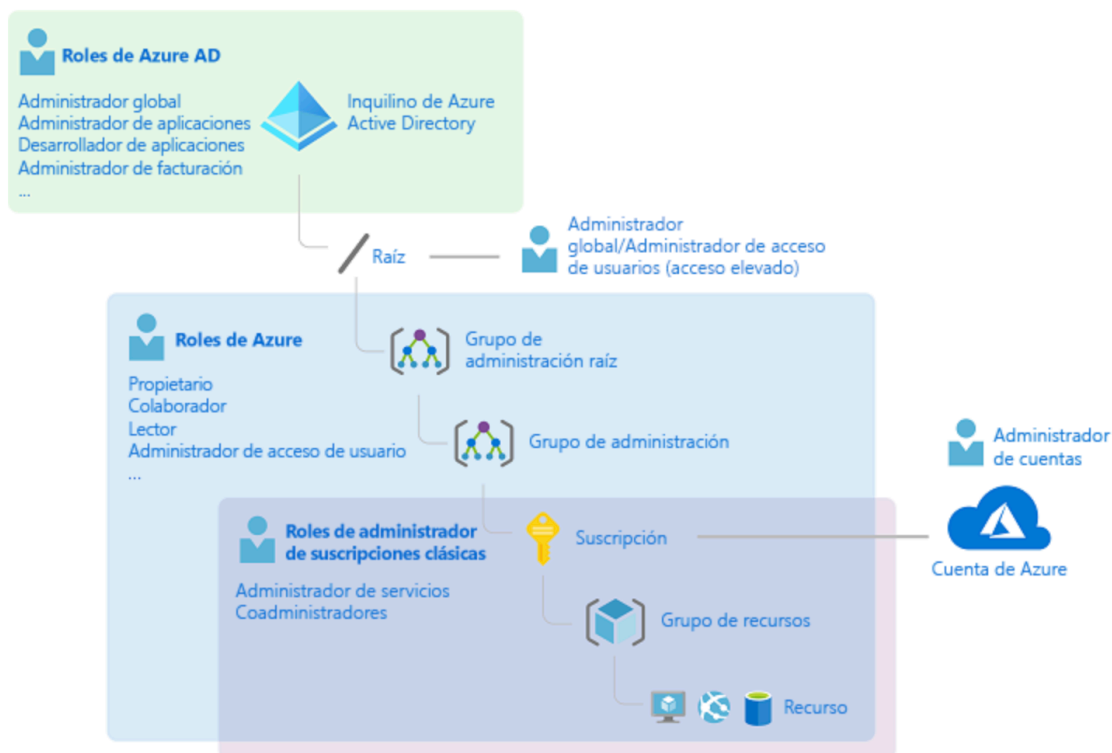 Roles de Azure AD
Administrador global
Administrador de aplicaciones
Desarrollador de aplicaciones
Administrador de facturación
...
Inquilino de Azure
Active Directory
Raíz
Administrador
global/Administrador de acceso
de usuarios (acceso elevado)
Roles de Azure
Propietario
Colaborador
Lector
Administrador de acceso de usuario
...
Grupo de
administración raíz
Grupo de administración
Administrador
de cuentas
Cuenta de Azure
Roles de administrador
de suscripciones clásicas
Administrador de servicios
Coadministradores
Suscripción
Grupo de recursos
Recurso